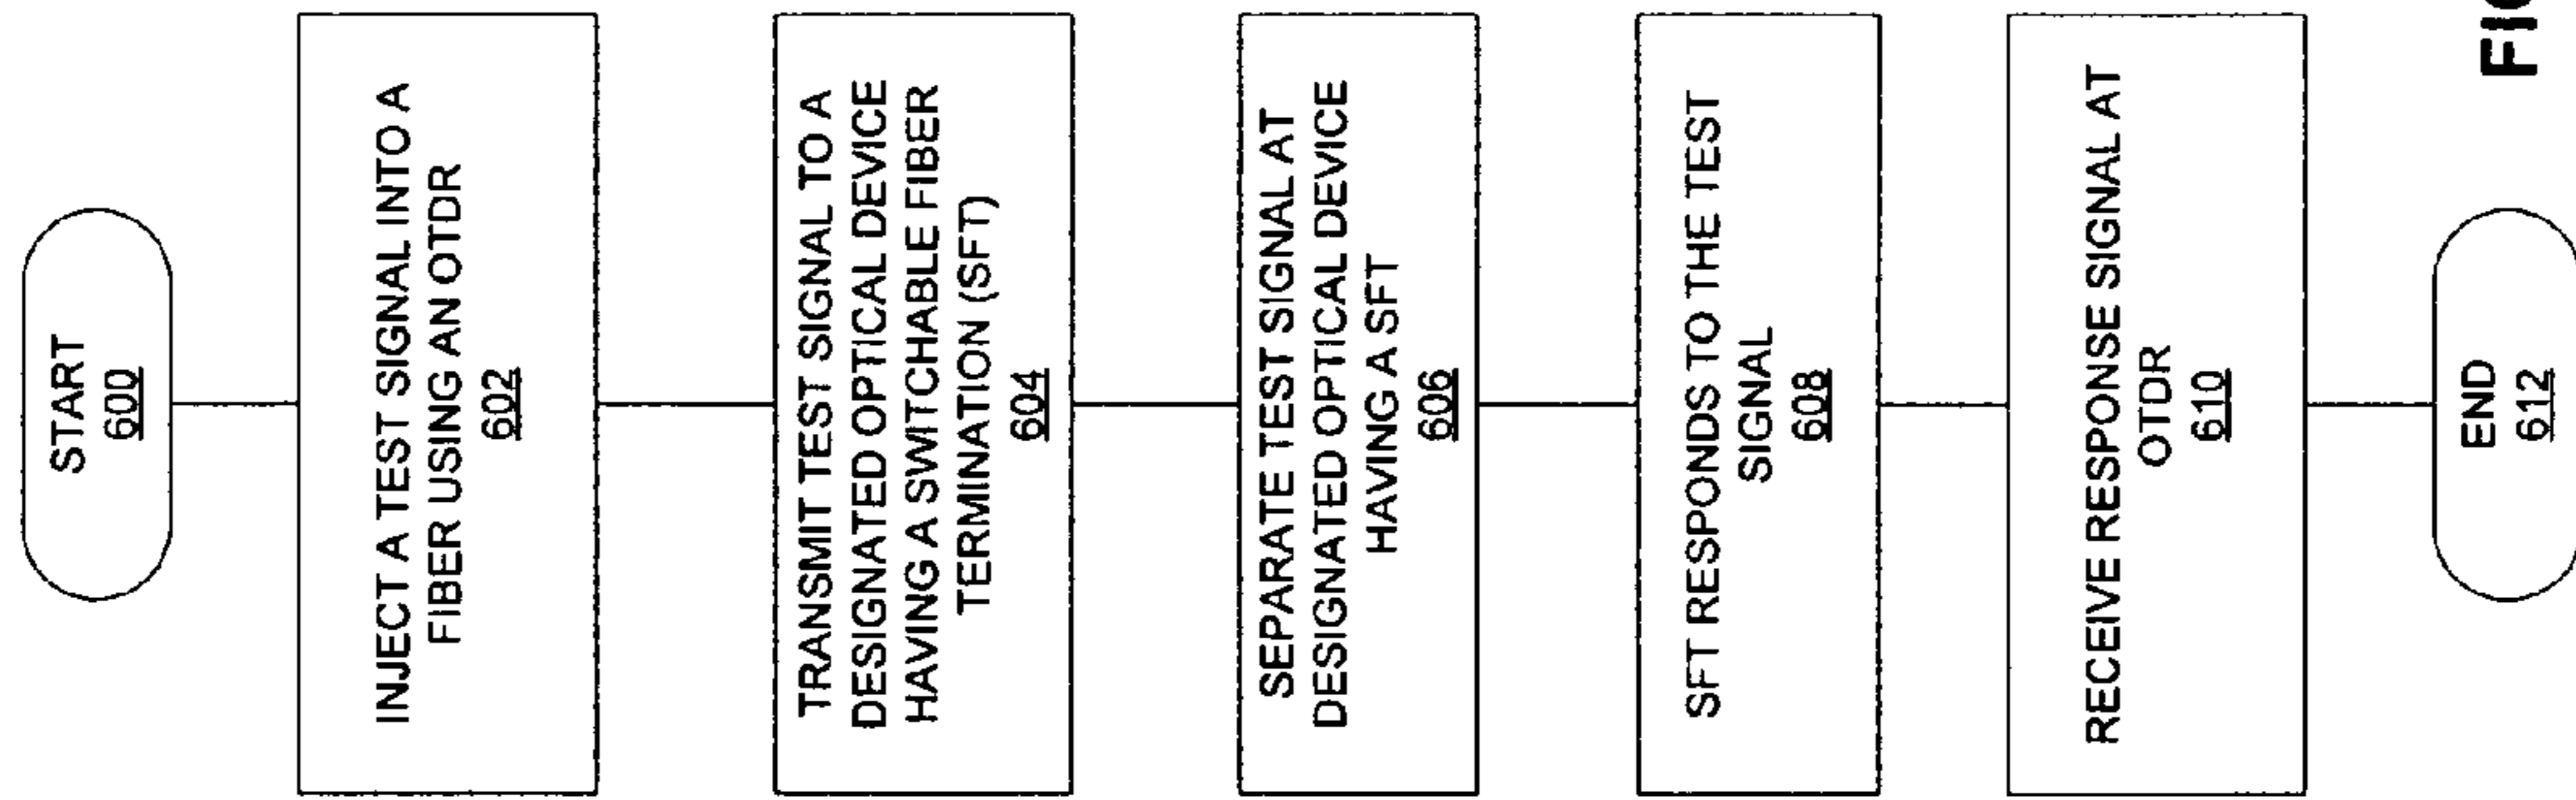 START
600
INJECT A TEST SIGNAL INTO A
FIBER USING AN OTDR
602
TRANSMIT TEST SIGNAL TO A
DESIGNATED OPTICAL DEVICE
HAVING A SWITCHABLE FIBER
TERMINATION (SFT)
604
SEPARATE TEST SIGNAL AT
DESIGNATED OPTICAL DEVICE
HAVING A SFT
606
SFT RESPONDS TO THE TEST
SIGNAL
608
RECEIVE RESPONSE SIGNAL AT
OTDR
610
END
612